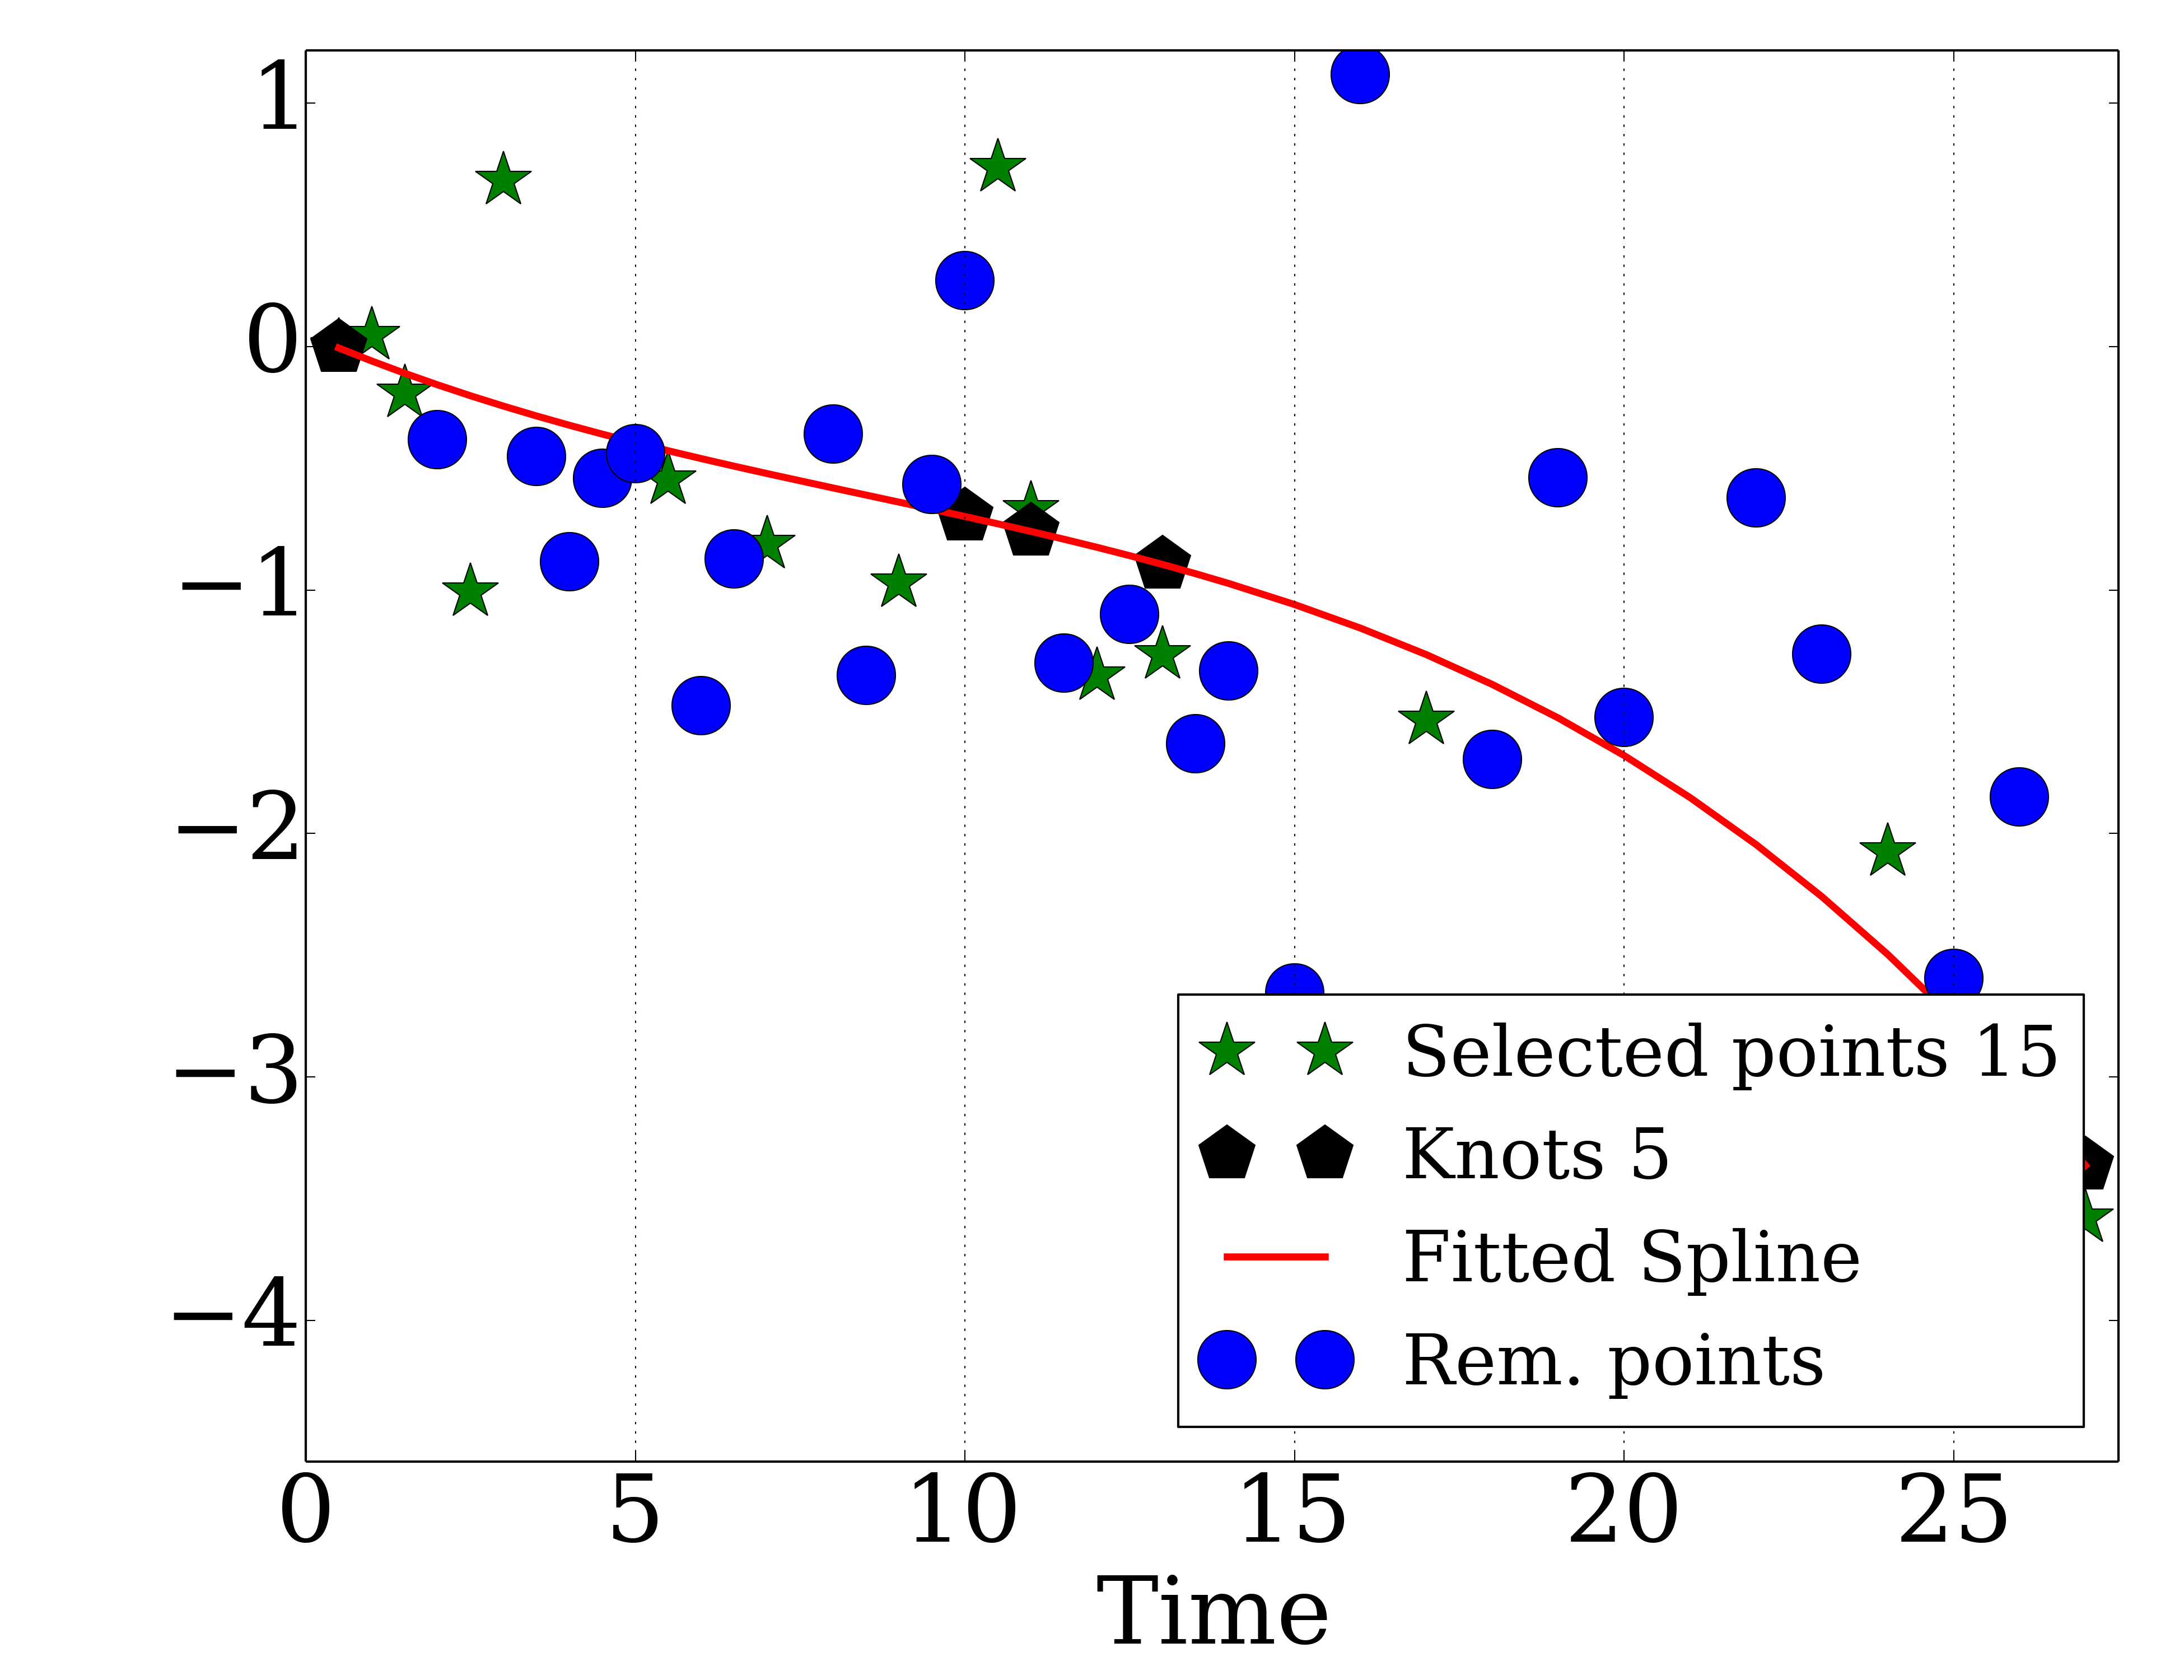 1
0
−1
−2
−3
−4
Selected points 15
Knots 5
Fitted Spline
Rem. points
0 5 10 15 20 25
Time